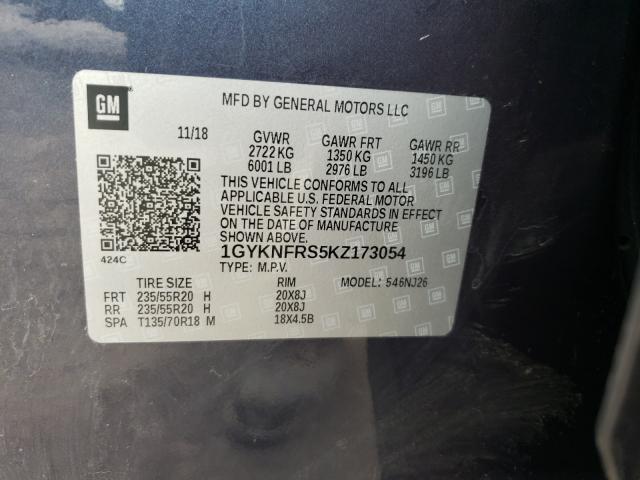 GM
MFD BY GENERAL MOTORS LLC
11/18 GVWR GAWR FRT GAWR RR
2722 KG 1350 KG 1450 KG
6001 LB 2976 LB 3196 LB
THIS VEHICLE CONFORMS TO ALL
APPLICABLE U.S. FEDERAL MOTOR
VEHICLE SAFETY STANDARDS IN EFFECT
ON THE DATE OF MANUFACTURE
SHOWN ABOVE.
1GYKNFRS5KZ173054
424C
TYPE: M.P.V.
TIRE SIZE RIM MODEL: 546NJ26
FRT 235/55R20 H 20X8J
RR 235/55R20 H 20X8J
SPA T135/70R18 M 18X4.5B